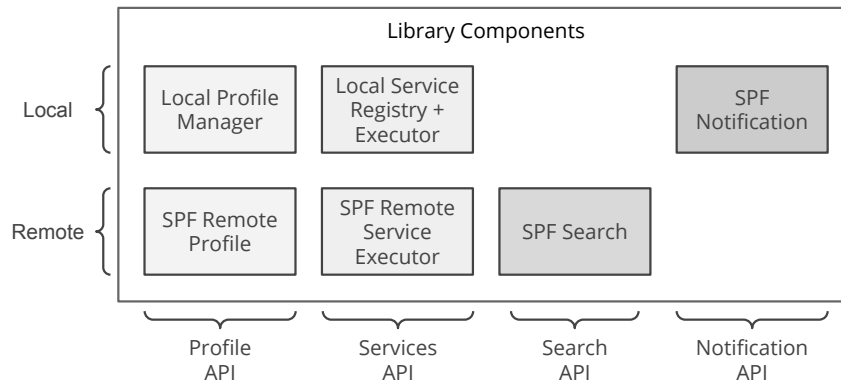 Library Components
Local
Local Profile
Manager
Local Service
Registry +
Executor
SPF
Notification
Remote
SPF Remote
Profile
SPF Remote
Service
Executor
SPF Search
Profile
API
Services
API
Search
API
Notification
API